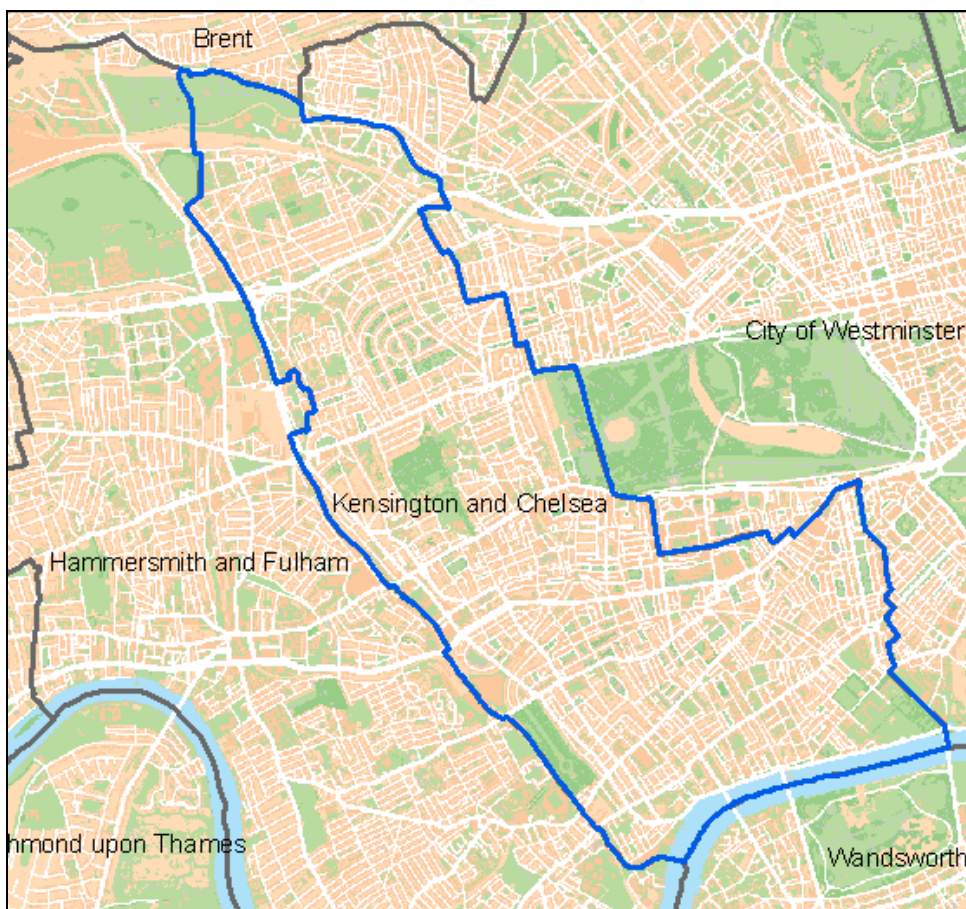 Brent
City of Westminster
Kensington and Chelsea
Hammersmith and Fulham
hmond upon Thames
Wandsworth